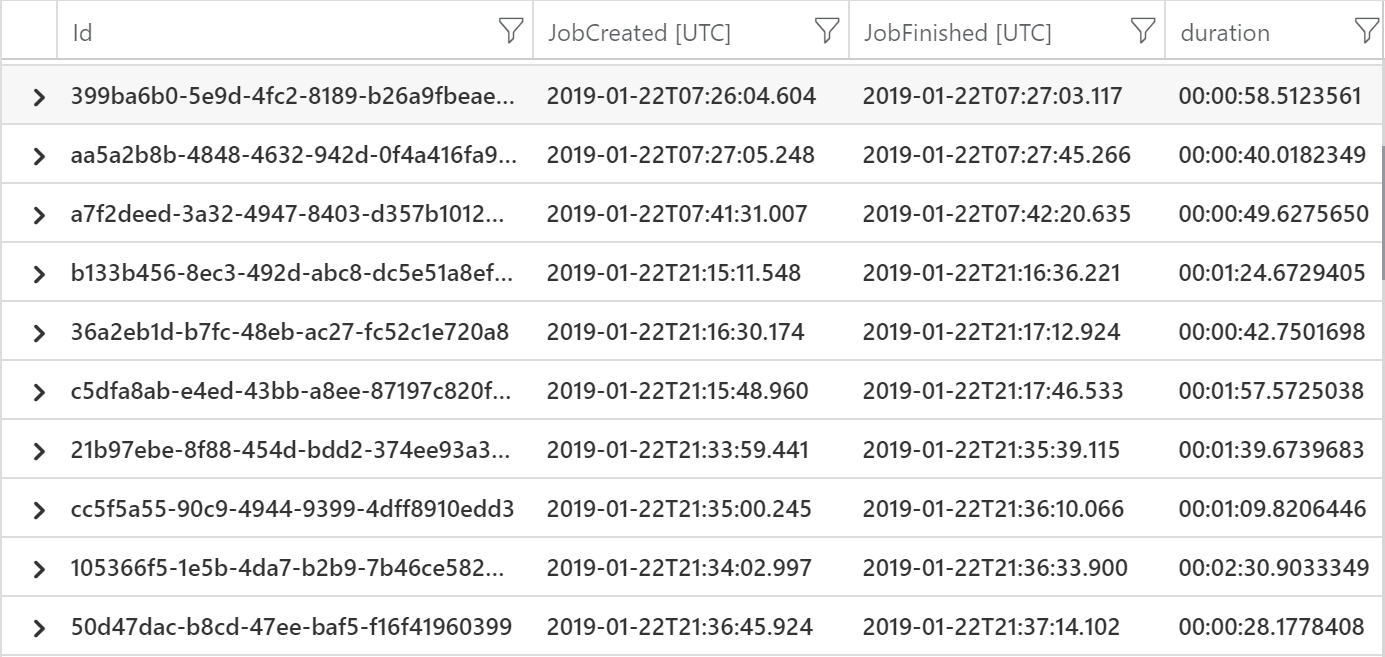 Id JobCreated [UTC] JobFinished [UTC] duration
399ba6b0-5e9d-4fc2-8189-b26a9fbeae... 2019-01-22T07:26:04.604 2019-01-22T07:27:03.117 00:00:58.5123561
aa5a2b8b-4848-4632-942d-0f4a416fa9... 2019-01-22T07:27:05.248 2019-01-22T07:27:45.266 00:00:40.0182349
a7f2deed-3a32-4947-8403-d357b1012... 2019-01-22T07:41:31.007 2019-01-22T07:42:20.635 00:00:49.6275650
b133b456-8ec3-492d-abc8-dc5e51a8ef... 2019-01-22T21:15:11.548 2019-01-22T21:16:36.221 00:01:24.6729405
36a2eb1d-b7fc-48eb-ac27-fc52c1e720a8 2019-01-22T21:16:30.174 2019-01-22T21:17:12.924 00:00:42.7501698
c5dfa8ab-e4ed-43bb-a8ee-87197c820f... 2019-01-22T21:15:48.960 2019-01-22T21:17:46.533 00:01:57.5725038
21b97ebe-8f88-454d-bdd2-374ee93a3... 2019-01-22T21:33:59.441 2019-01-22T21:35:39.115 00:01:39.6739683
cc5f5a55-90c9-4944-9399-4dff8910edd3 2019-01-22T21:35:00.245 2019-01-22T21:36:10.066 00:01:09.8206446
105366f5-1e5b-4da7-b2b9-7b46ce582... 2019-01-22T21:34:02.997 2019-01-22T21:36:33.900 00:02:30.9033349
50d47dac-b8cd-47ee-baf5-f16f41960399 2019-01-22T21:36:45.924 2019-01-22T21:37:14.102 00:00:28.1778408